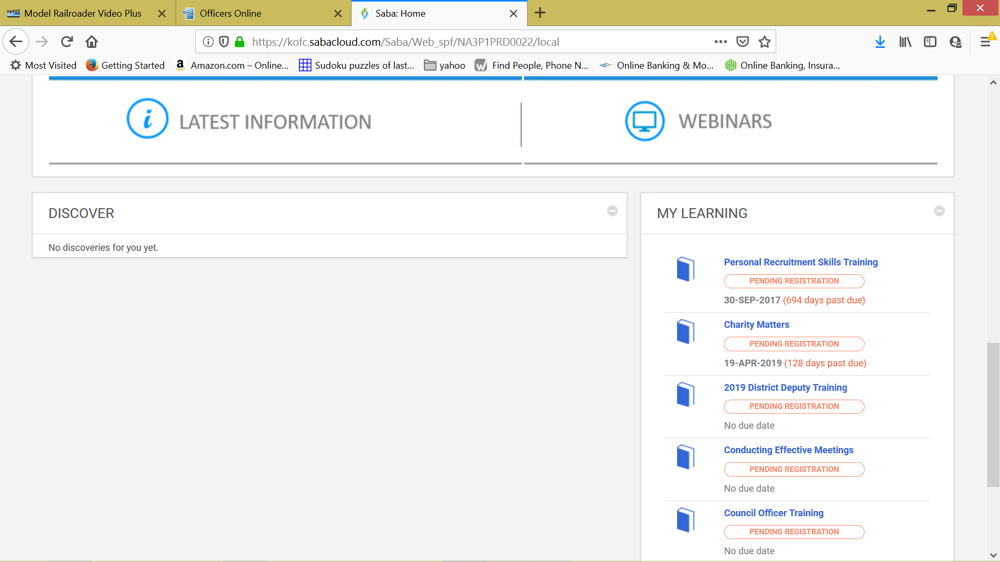 Model Railroader Video Plus
Officers Online
Saba: Home
https://kofc.sabacloud.com/Saba/Web_spf/NA3P1PRD0022/local
Most Visited
Getting Started
Amazon.com – Online...
Sudoku puzzles of last...
yahoo
Find People, Phone N...
Online Banking & Mo...
Online Banking, Insura...
LATEST INFORMATION
WEBINARS
DISCOVER
No discoveries for you yet.
MY LEARNING
Personal Recruitment Skills Training
PENDING REGISTRATION
30-SEP-2017 (694 days past due)
Charity Matters
PENDING REGISTRATION
19-APR-2019 (128 days past due)
2019 District Deputy Training
PENDING REGISTRATION
No due date
Conducting Effective Meetings
PENDING REGISTRATION
No due date
Council Officer Training
PENDING REGISTRATION
No due date